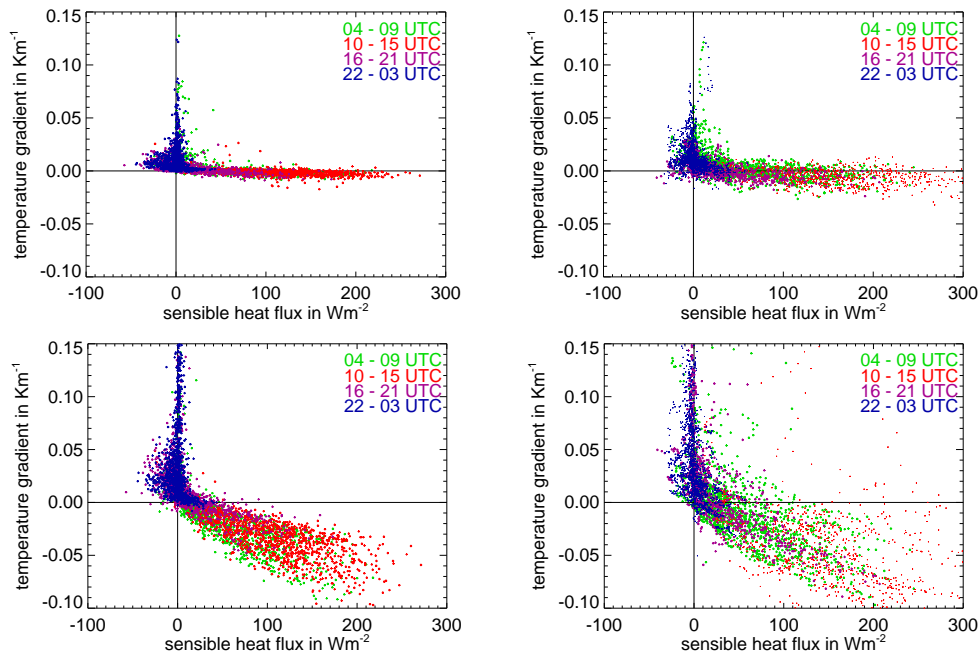 0.15
0.10
0.05
0.00
-0.05
-0.10
temperature gradient in Km-1
04 - 09 UTC
10 - 15 UTC
16 - 21 UTC
22 - 03 UTC
-100 0 100 200 300
sensible heat flux in Wm-2
0.15
0.10
0.05
0.00
-0.05
-0.10
temperature gradient in Km-1
04 - 09 UTC
10 - 15 UTC
16 - 21 UTC
22 - 03 UTC
-100 0 100 200 300
sensible heat flux in Wm-2
0.15
0.10
0.05
0.00
-0.05
-0.10
temperature gradient in Km-1
04 - 09 UTC
10 - 15 UTC
16 - 21 UTC
22 - 03 UTC
-100 0 100 200 300
sensible heat flux in Wm-2
0.15
0.10
0.05
0.00
-0.05
-0.10
temperature gradient in Km-1
04 - 09 UTC
10 - 15 UTC
16 - 21 UTC
22 - 03 UTC
-100 0 100 200 300
sensible heat flux in Wm-2